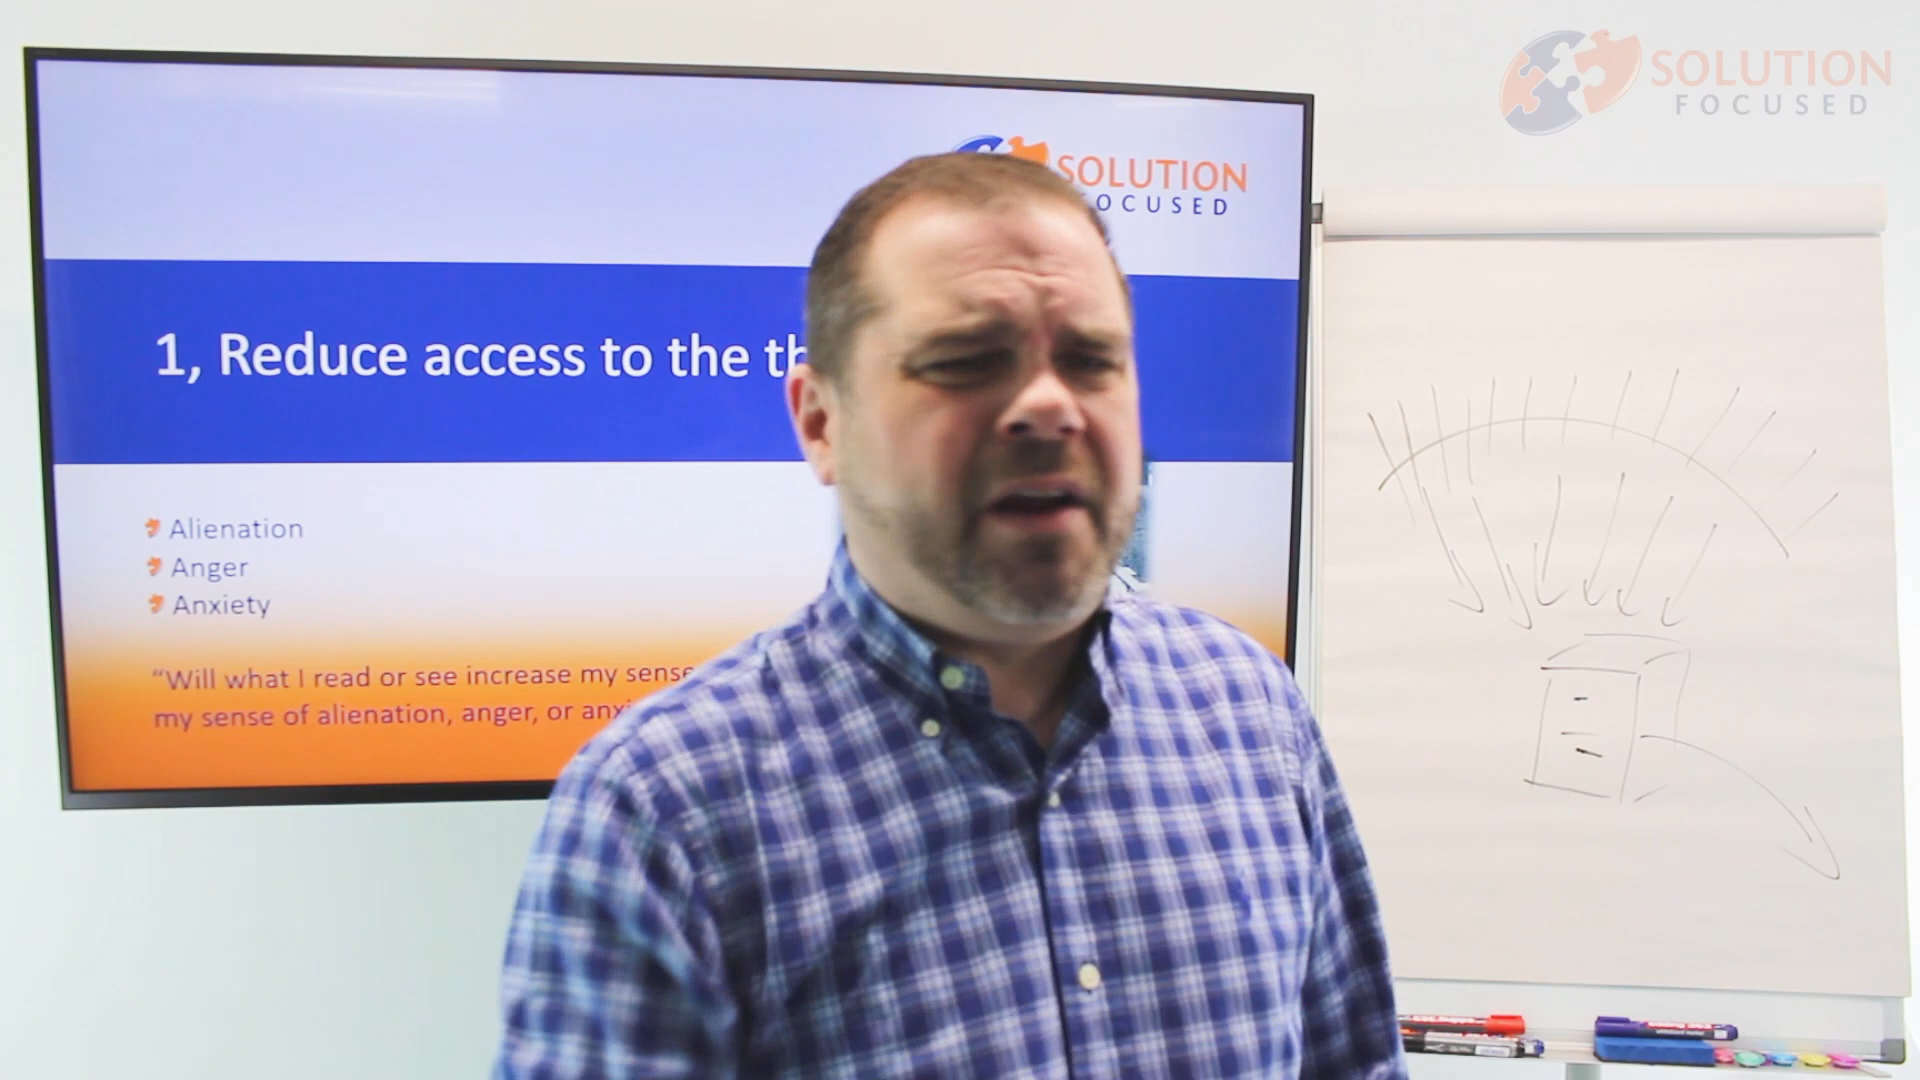 SOLUTION
FOCUSED
SOLUTION
OCUSED
1, Reduce access to the th
Alienation
Anger
Anxiety
“Will what I read or see increase my sense
my sense of alienation, anger, or anxi